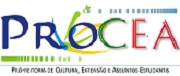 PROCEA
PRÓ-REITORIA DE CULTURA, EXTENSÃO E ASSUNTOS ESTUDANTIS